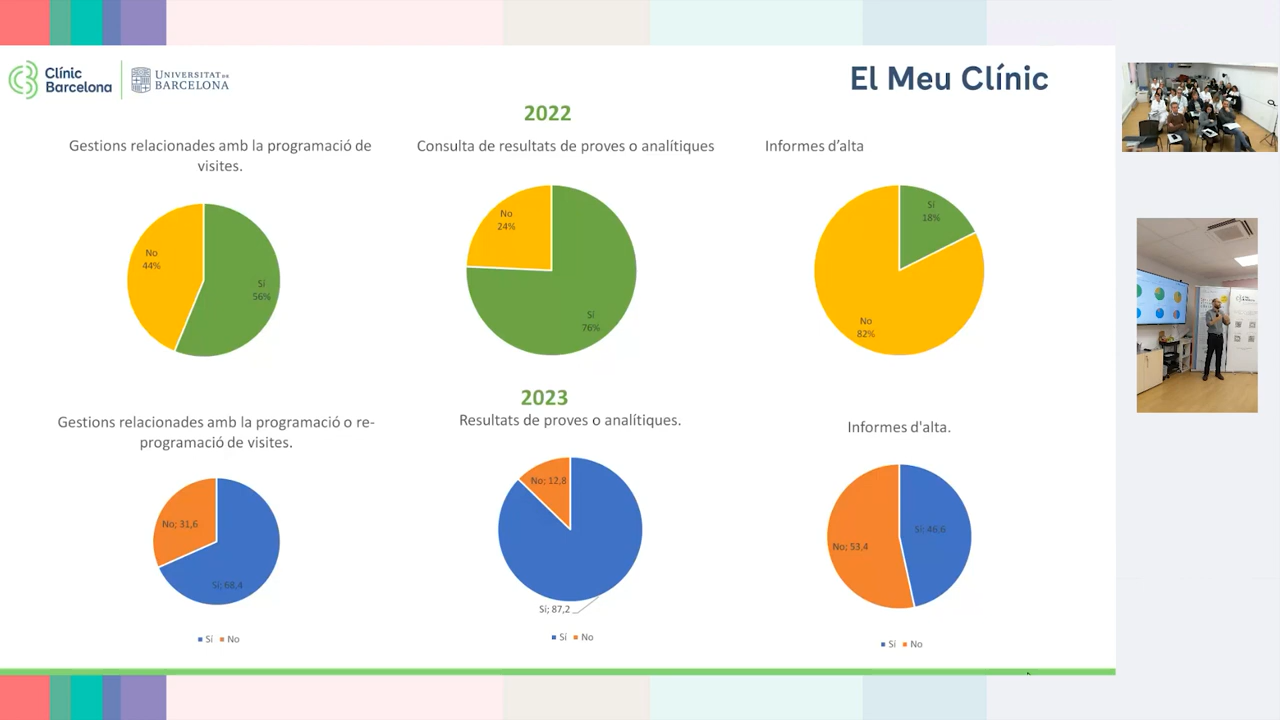 Clínic
Barcelona
UNIVERSITAT DE
BARCELONA
El Meu Clínic
2022
Gestions relacionades amb la programació de
visites.
Consulta de resultats de proves o analítiques
Informes d’alta
No
44%
Sí
56%
No
24%
Sí
76%
Sí
18%
No
82%
2023
Gestions relacionades amb la programació o re-
programació de visites.
Resultats de proves o analítiques.
Informes d'alta.
No; 31,6
Sí; 68,4
No; 12,8
Sí; 87,2
Sí; 46,6
No; 53,4
Sí No
Sí No
Sí No